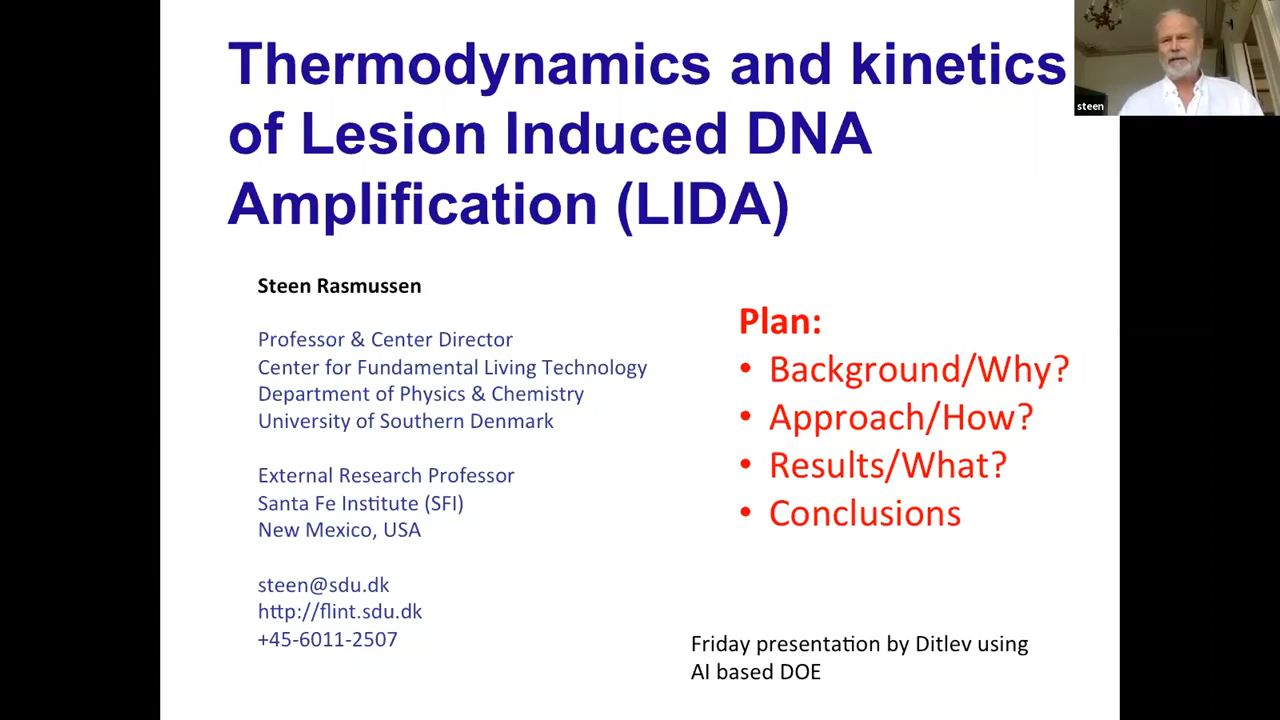 Thermodynamics and kinetics
of Lesion Induced DNA
Amplification (LIDA)
steen
Steen Rasmussen
Professor & Center Director
Center for Fundamental Living Technology
Department of Physics & Chemistry
University of Southern Denmark
External Research Professor
Santa Fe Institute (SFI)
New Mexico, USA
steen@sdu.dk
http://flint.sdu.dk
+45-6011-2507
Plan:
• Background/Why?
• Approach/How?
• Results/What?
• Conclusions
Friday presentation by Ditlev using
AI based DOE